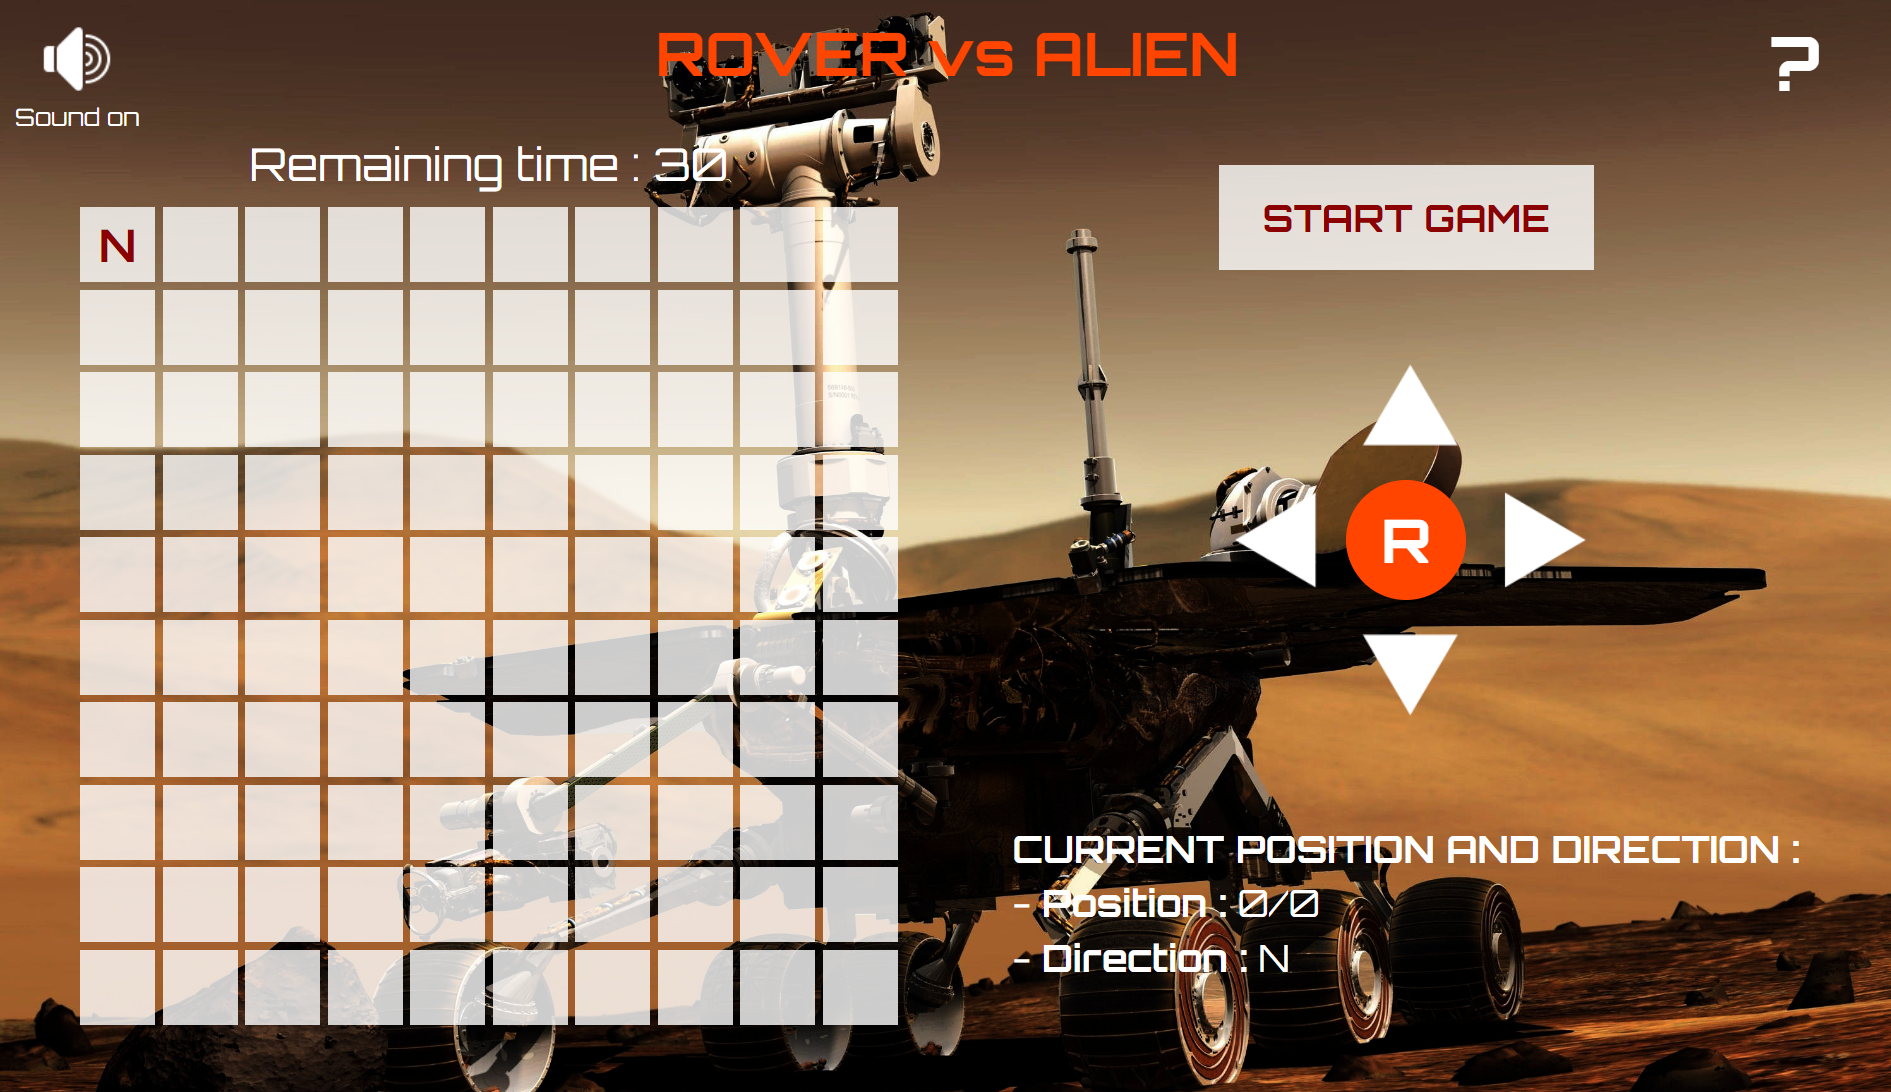 ROVER vs ALIEN
?
Sound on
Remaining time : 30
START GAME
N
R
CURRENT POSITION AND DIRECTION :
- Position : 0/0
- Direction : N